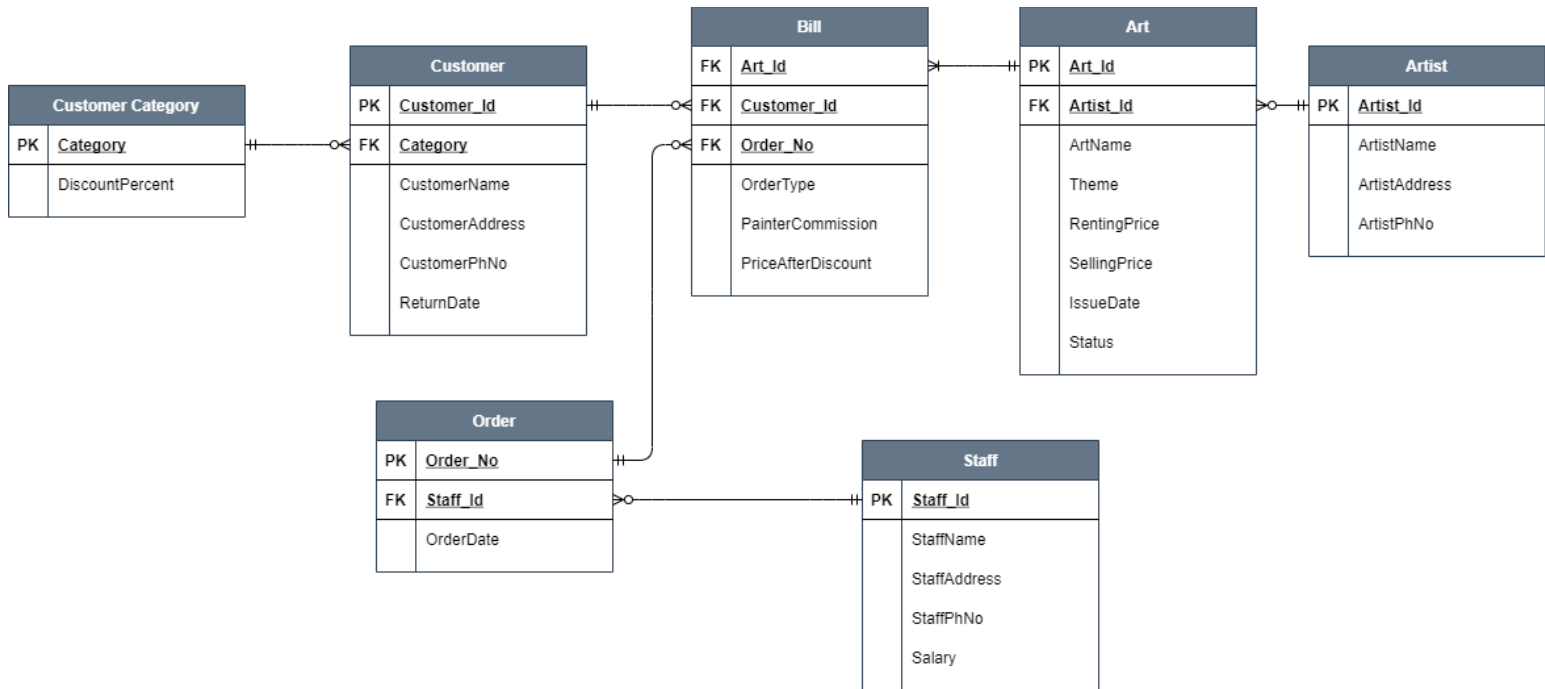 Customer Category
PK Category
DiscountPercent
Customer
PK Customer_Id
FK Category
CustomerName
CustomerAddress
CustomerPhNo
ReturnDate
Bill
FK Art_Id
FK Customer_Id
FK Order_No
OrderType
PainterCommission
PriceAfterDiscount
Art
PK Art_Id
FK Artist_Id
ArtName
Theme
RentingPrice
SellingPrice
IssueDate
Status
Artist
PK Artist_Id
ArtistName
ArtistAddress
ArtistPhNo
Order
PK Order_No
FK Staff_Id
OrderDate
Staff
PK Staff_Id
StaffName
StaffAddress
StaffPhNo
Salary